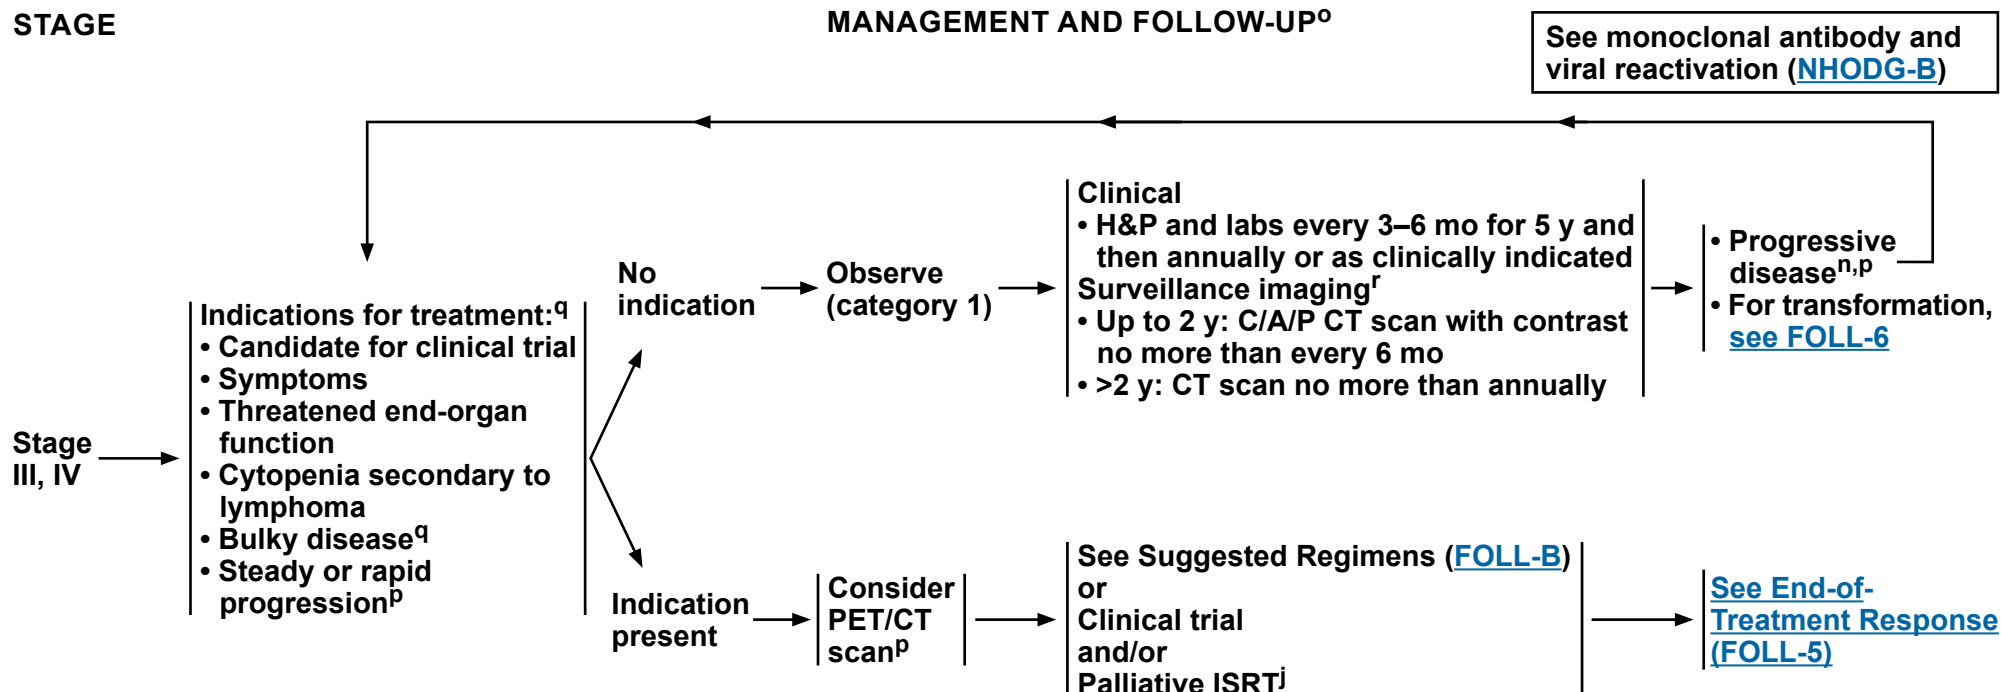 STAGE
MANAGEMENT AND FOLLOW-UPᵒ
See monoclonal antibody and
viral reactivation (NHODG-B)
Stage
III, IV
Indications for treatment:q
• Candidate for clinical trial
• Symptoms
• Threatened end-organ
function
• Cytopenia secondary to
lymphoma
• Bulky diseaseq
• Steady or rapid
progressionp
No
indication
Observe
(category 1)
Clinical
• H&P and labs every 3–6 mo for 5 y and
then annually or as clinically indicated
Surveillance imagingr
• Up to 2 y: C/A/P CT scan with contrast
no more than every 6 mo
• >2 y: CT scan no more than annually
• Progressive
diseasen,p
• For transformation,
see FOLL-6
Indication
present
Consider
PET/CT
scanp
See Suggested Regimens (FOLL-B)
or
Clinical trial
and/or
Palliative ISRTj
See End-of-
Treatment Response
(FOLL-5)